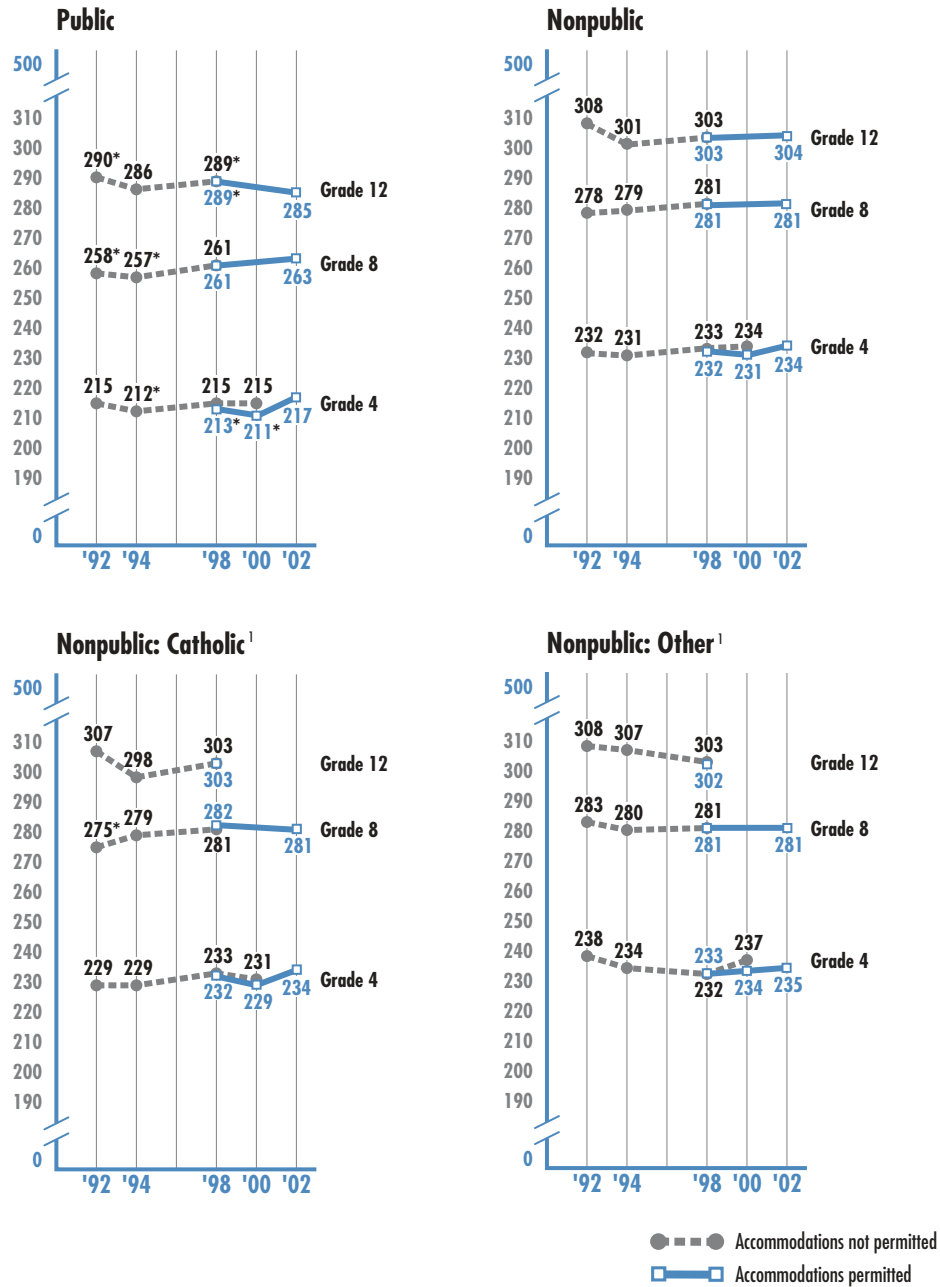 Public
500
310
300
290
280
270
260
250
240
230
220
210
200
190
0
290* 286 289*
289* 285
Grade 12
258* 257* 261
261 263
Grade 8
215 212* 215 215
213* 211* 217
Grade 4
'92 '94 '98 '00 '02
Nonpublic
500
310
300
290
280
270
260
250
240
230
220
210
200
190
0
308 301 303
303 304
Grade 12
278 279 281
281 281
Grade 8
232 231 233 234
232 231 234
Grade 4
'92 '94 '98 '00 '02
Nonpublic: Catholic 1
500
310
300
290
280
270
260
250
240
230
220
210
200
190
0
307 298 303
303
Grade 12
275* 279 282
281 281
Grade 8
229 229 233 231
232 229 234
Grade 4
'92 '94 '98 '00 '02
Nonpublic: Other 1
500
310
300
290
280
270
260
250
240
230
220
210
200
190
0
308 307 303
302
Grade 12
283 280 281
281 281
Grade 8
238 234 233 237
232 234 235
Grade 4
'92 '94 '98 '00 '02
Accommodations not permitted
Accommodations permitted